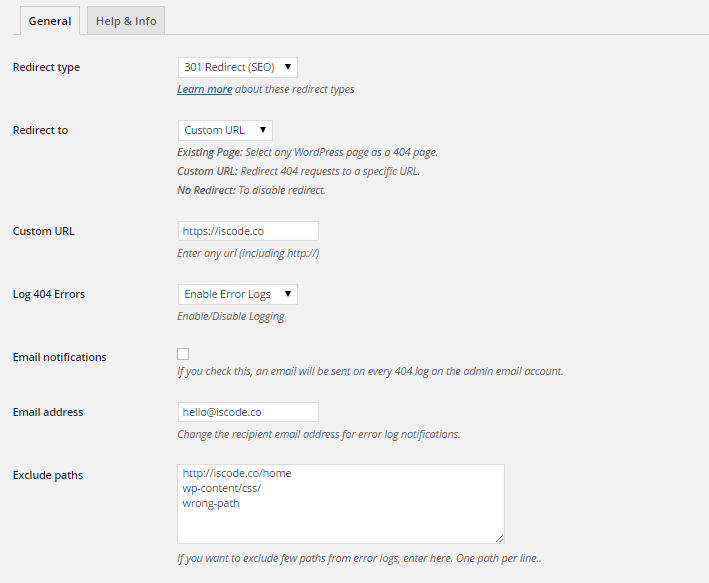 General Help & Info
Redirect type 301 Redirect (SEO)
Learn more about these redirect types
Redirect to Custom URL
Existing Page: Select any WordPress page as a 404 page.
Custom URL: Redirect 404 requests to a specific URL.
No Redirect: To disable redirect.
Custom URL https://iscode.co
Enter any url (including http://)
Log 404 Errors Enable Error Logs
Enable/Disable Logging
Email notifications
If you check this, an email will be sent on every 404 log on the admin email account.
Email address hello@iscode.co
Change the recipient email address for error log notifications.
Exclude paths http://iscode.co/home
wp-content/css/
wrong-path
If you want to exclude few paths from error logs, enter here. One path per line..